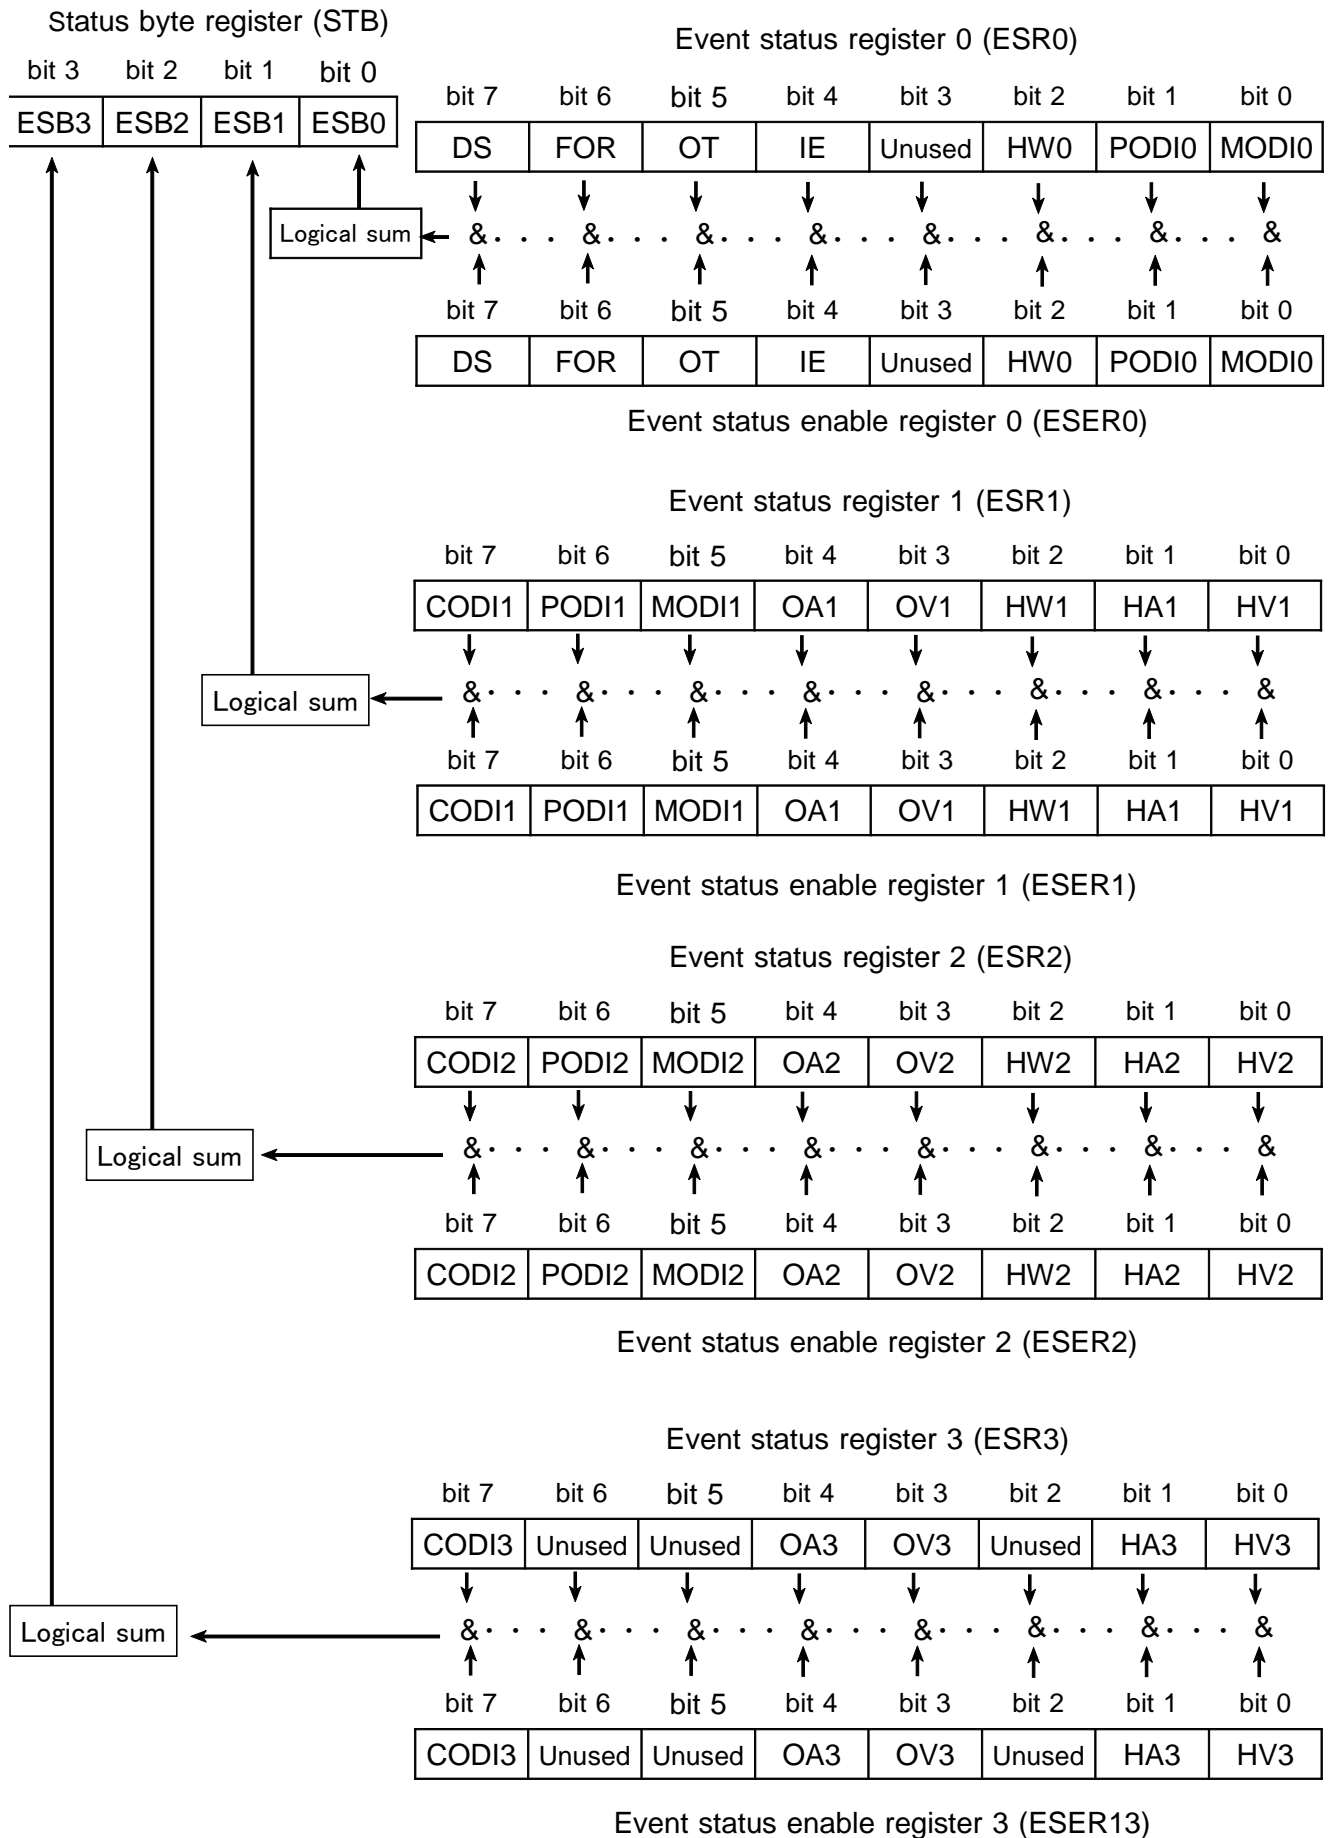 Status byte register (STB)
bit 3 bit 2 bit 1 bit 0
ESB3 ESB2 ESB1 ESB0
Event status register 0 (ESR0)
bit 7 bit 6 bit 5 bit 4 bit 3 bit 2 bit 1 bit 0
DS FOR OT IE Unused HW0 PODI0 MODI0
Logical sum
& · · · & · · · & · · · & · · · & · · · & · · · & · · · &
bit 7 bit 6 bit 5 bit 4 bit 3 bit 2 bit 1 bit 0
DS FOR OT IE Unused HW0 PODI0 MODI0
Event status enable register 0 (ESER0)
Event status register 1 (ESR1)
bit 7 bit 6 bit 5 bit 4 bit 3 bit 2 bit 1 bit 0
CODI1 PODI1 MODI1 OA1 OV1 HW1 HA1 HV1
Logical sum
& · · · & · · · & · · · & · · · & · · · & · · · & · · · &
bit 7 bit 6 bit 5 bit 4 bit 3 bit 2 bit 1 bit 0
CODI1 PODI1 MODI1 OA1 OV1 HW1 HA1 HV1
Event status enable register 1 (ESER1)
Event status register 2 (ESR2)
bit 7 bit 6 bit 5 bit 4 bit 3 bit 2 bit 1 bit 0
CODI2 PODI2 MODI2 OA2 OV2 HW2 HA2 HV2
Logical sum
& · · · & · · · & · · · & · · · & · · · & · · · & · · · &
bit 7 bit 6 bit 5 bit 4 bit 3 bit 2 bit 1 bit 0
CODI2 PODI2 MODI2 OA2 OV2 HW2 HA2 HV2
Event status enable register 2 (ESER2)
Event status register 3 (ESR3)
bit 7 bit 6 bit 5 bit 4 bit 3 bit 2 bit 1 bit 0
CODI3 Unused Unused OA3 OV3 Unused HA3 HV3
Logical sum
& · · · & · · · & · · · & · · · & · · · & · · · & · · · &
bit 7 bit 6 bit 5 bit 4 bit 3 bit 2 bit 1 bit 0
CODI3 Unused Unused OA3 OV3 Unused HA3 HV3
Event status enable register 3 (ESER13)